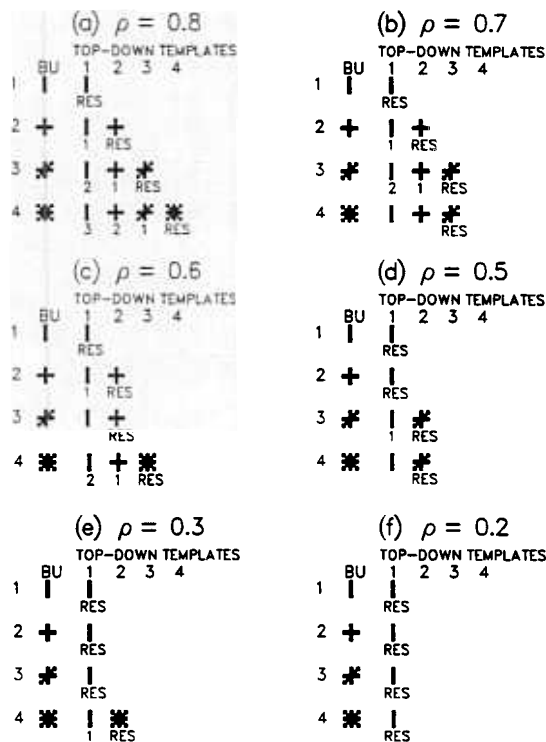 (a) ρ = 0.8
TOP-DOWN TEMPLATES
BU 1 2 3 4
1
RES
2
1 RES
3
2 1 RES
4
3 2 1 RES
(b) ρ = 0.7
TOP-DOWN TEMPLATES
BU 1 2 3 4
1
RES
2
1 RES
3
2 1 RES
4
RES
(c) ρ = 0.6
TOP-DOWN TEMPLATES
BU 1 2 3 4
1
RES
2
1 RES
3
RES
4
2 1 RES
(d) ρ = 0.5
TOP-DOWN TEMPLATES
BU 1 2 3 4
1
RES
2
RES
3
1 RES
4
RES
(e) ρ = 0.3
TOP-DOWN TEMPLATES
BU 1 2 3 4
1
RES
2
RES
3
RES
4
1 RES
(f) ρ = 0.2
TOP-DOWN TEMPLATES
BU 1 2 3 4
1
RES
2
RES
3
RES
4
RES